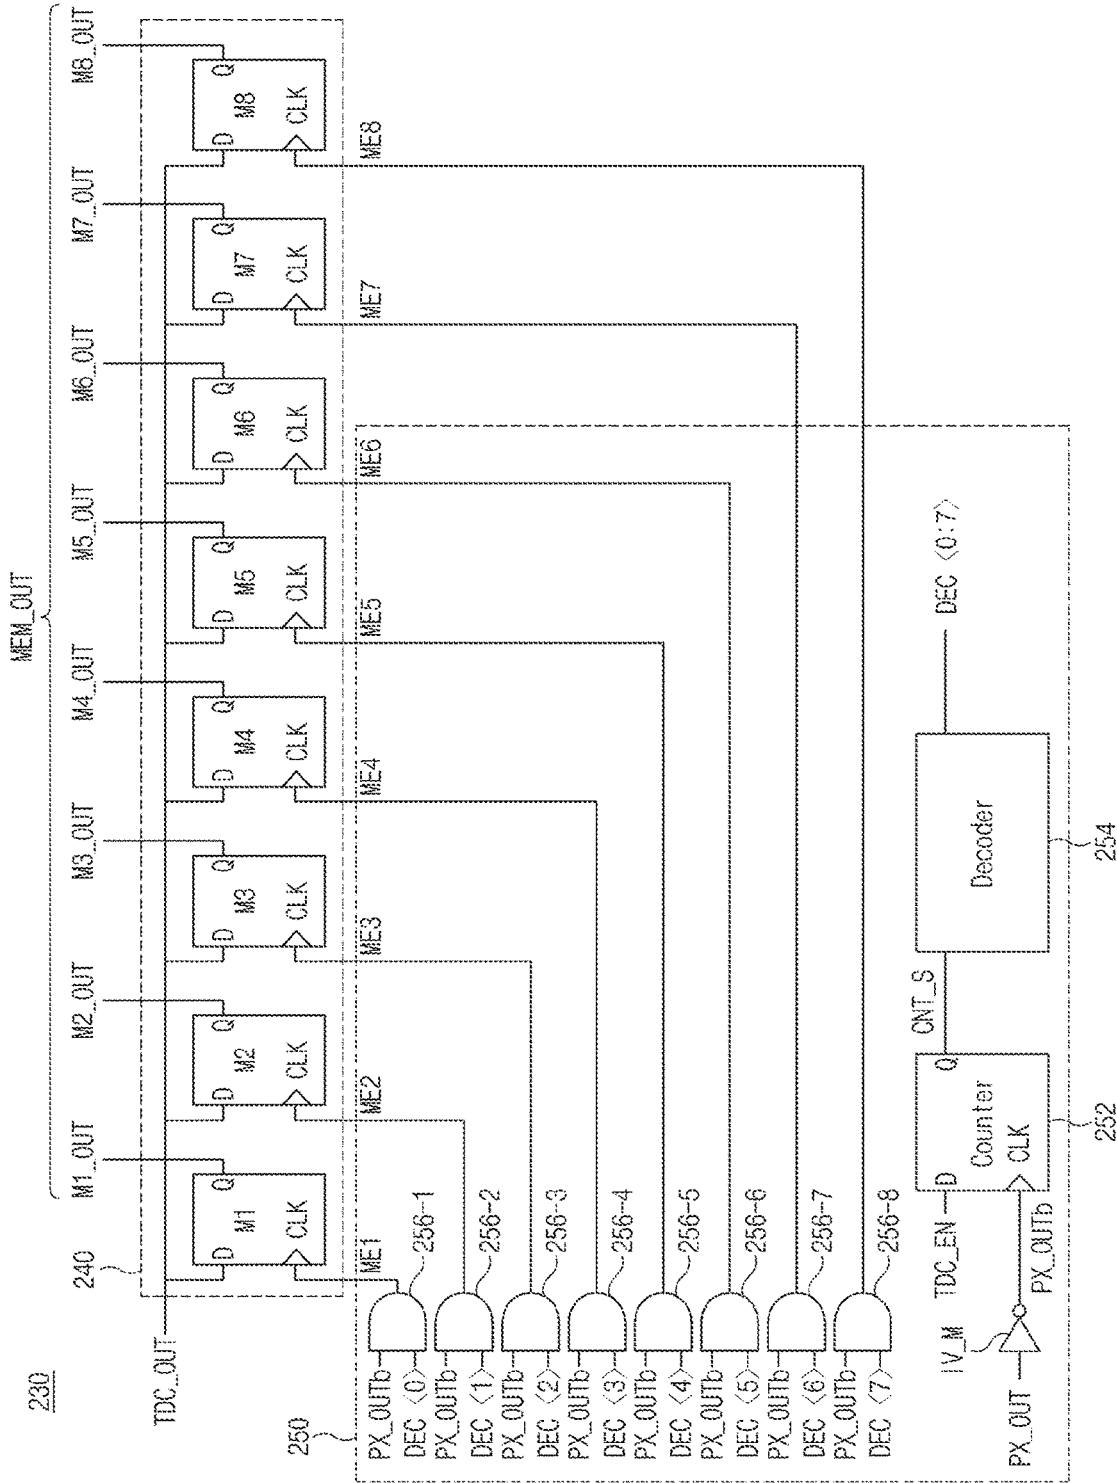 230
MEM_OUT
M1_OUT
M2_OUT
M3_OUT
M4_OUT
M5_OUT
M6_OUT
M7_OUT
M8_OUT
240
TDC_OUT
D Q
M1
CLK
D Q
M2
CLK
D Q
M3
CLK
D Q
M4
CLK
D Q
M5
CLK
D Q
M6
CLK
D Q
M7
CLK
D Q
M8
CLK
ME1
ME2
ME3
ME4
ME5
ME6
ME7
ME8
250
PX_OUTb
DEC <0>
256-1
PX_OUTb
DEC <1>
256-2
PX_OUTb
DEC <2>
256-3
PX_OUTb
DEC <3>
256-4
PX_OUTb
DEC <4>
256-5
PX_OUTb
DEC <5>
256-6
PX_OUTb
DEC <6>
256-7
PX_OUTb
DEC <7>
256-8
TDC_EN
D Q
CNT_S
DEC <0:7>
IV_M
Counter
Decoder
CLK
PX_OUT
PX_OUTb
252
254